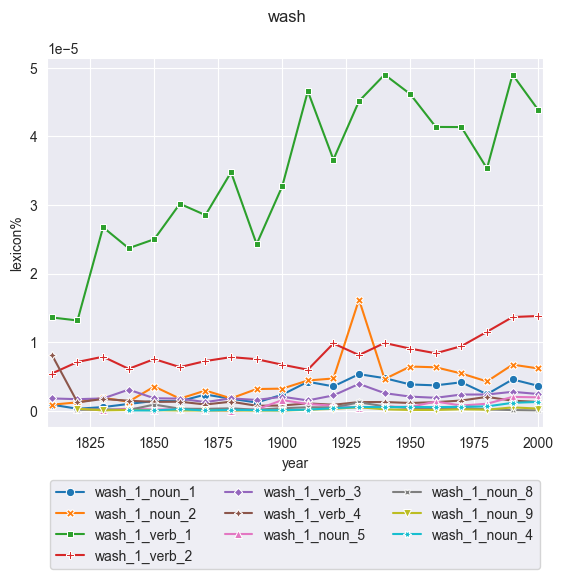 wash
1e−5
5
4
3
2
1
0
lexicon%
1825 1850 1875 1900 1925 1950 1975 2000
year
wash_1_noun_1 wash_1_verb_3 wash_1_noun_8
wash_1_noun_2 wash_1_verb_4 wash_1_noun_9
wash_1_verb_1 wash_1_noun_5 wash_1_noun_4
wash_1_verb_2